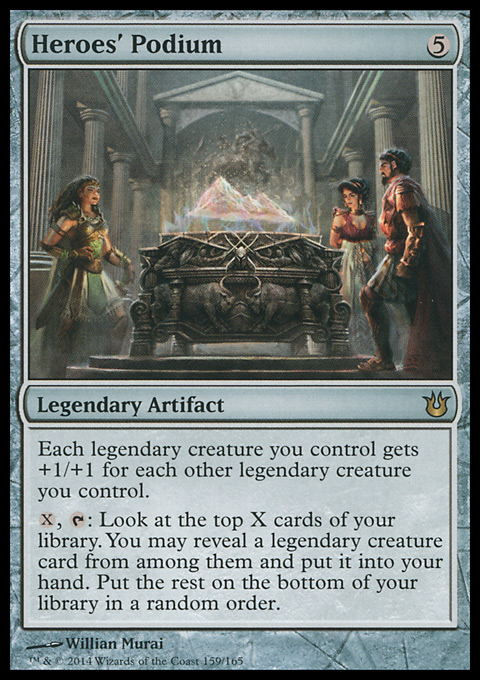 Heroes' Podium 5
Legendary Artifact
Each legendary creature you control gets
+1/+1 for each other legendary creature
you control.
X, : Look at the top X cards of your
library. You may reveal a legendary creature
card from among them and put it into your
hand. Put the rest on the bottom of your
library in a random order.
Willian Murai
™ & © 2014 Wizards of the Coast 159/165